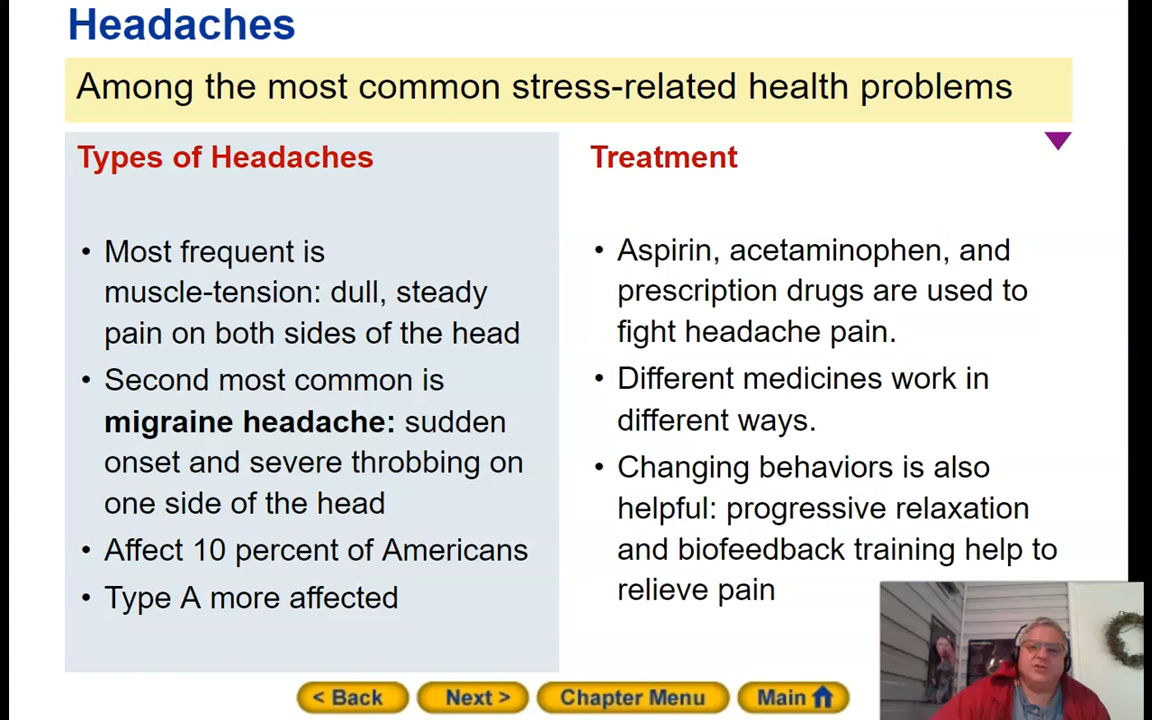 Headaches
Among the most common stress-related health problems
Types of Headaches
• Most frequent is
muscle-tension: dull, steady
pain on both sides of the head
• Second most common is
migraine headache: sudden
onset and severe throbbing on
one side of the head
• Affect 10 percent of Americans
• Type A more affected
Treatment
• Aspirin, acetaminophen, and
prescription drugs are used to
fight headache pain.
• Different medicines work in
different ways.
• Changing behaviors is also
helpful: progressive relaxation
and biofeedback training help to
relieve pain
< Back
Next >
Chapter Menu
Main